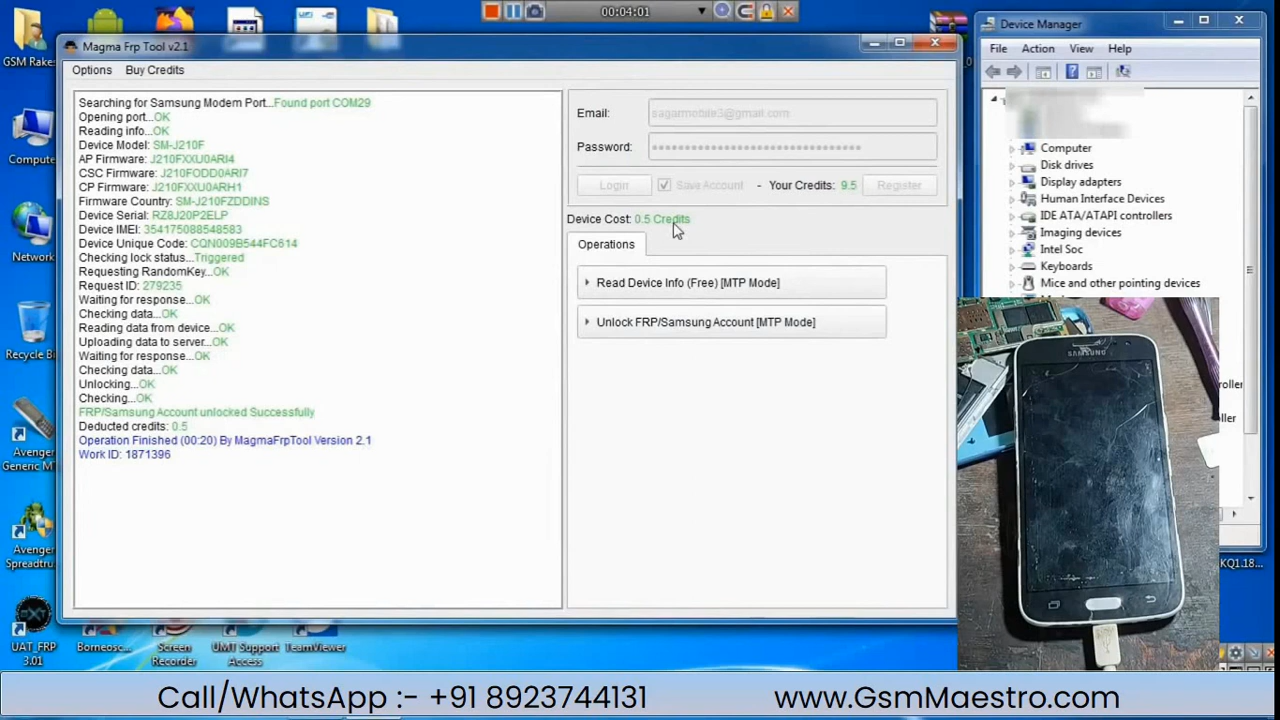 00:04:01
GSM Rakes
Compute
Network
Recycle Bi
Avenger
Generic M
Avenger
Spreadtru
UAT_FRP
3.01
Borneosc
Screen
Recorder
UMT Support
Access
TeamViewer
Magma Frp Tool v2.1
Options Buy Credits
Searching for Samsung Modem Port...Found port COM29
Opening port...OK
Reading info...OK
Device Model: SM-J210F
AP Firmware: J210FXXU0ARI4
CSC Firmware: J210FODD0ARI7
CP Firmware: J210FXXU0ARH1
Firmware Country: SM-J210FZDDINS
Device Serial: RZ8J20P2ELP
Device IMEI: 354175088548583
Device Unique Code: CQN009B544FC614
Checking lock status...Triggered
Requesting RandomKey...OK
Request ID: 279235
Waiting for response...OK
Checking data...OK
Reading data from device...OK
Uploading data to server...OK
Waiting for response...OK
Checking data...OK
Unlocking...OK
Checking...OK
FRP/Samsung Account unlocked Successfully
Deducted credits: 0.5
Operation Finished (00:20) By MagmaFrpTool Version 2.1
Work ID: 1871396
Email: sagarmobile3@gmail.com
Password:
Login Save Account - Your Credits: 9.5 Register
Device Cost: 0.5 Credits
Operations
Read Device Info (Free) [MTP Mode]
Unlock FRP/Samsung Account [MTP Mode]
Device Manager
File Action View Help
Computer
Disk drives
Display adapters
Human Interface Devices
IDE ATA/ATAPI controllers
Imaging devices
Intel Soc
Keyboards
Mice and other pointing devices
roller
ller
KQ1.18...
SAMSUNG
Call/WhatsApp :- +91 8923744131
www.GsmMaestro.com